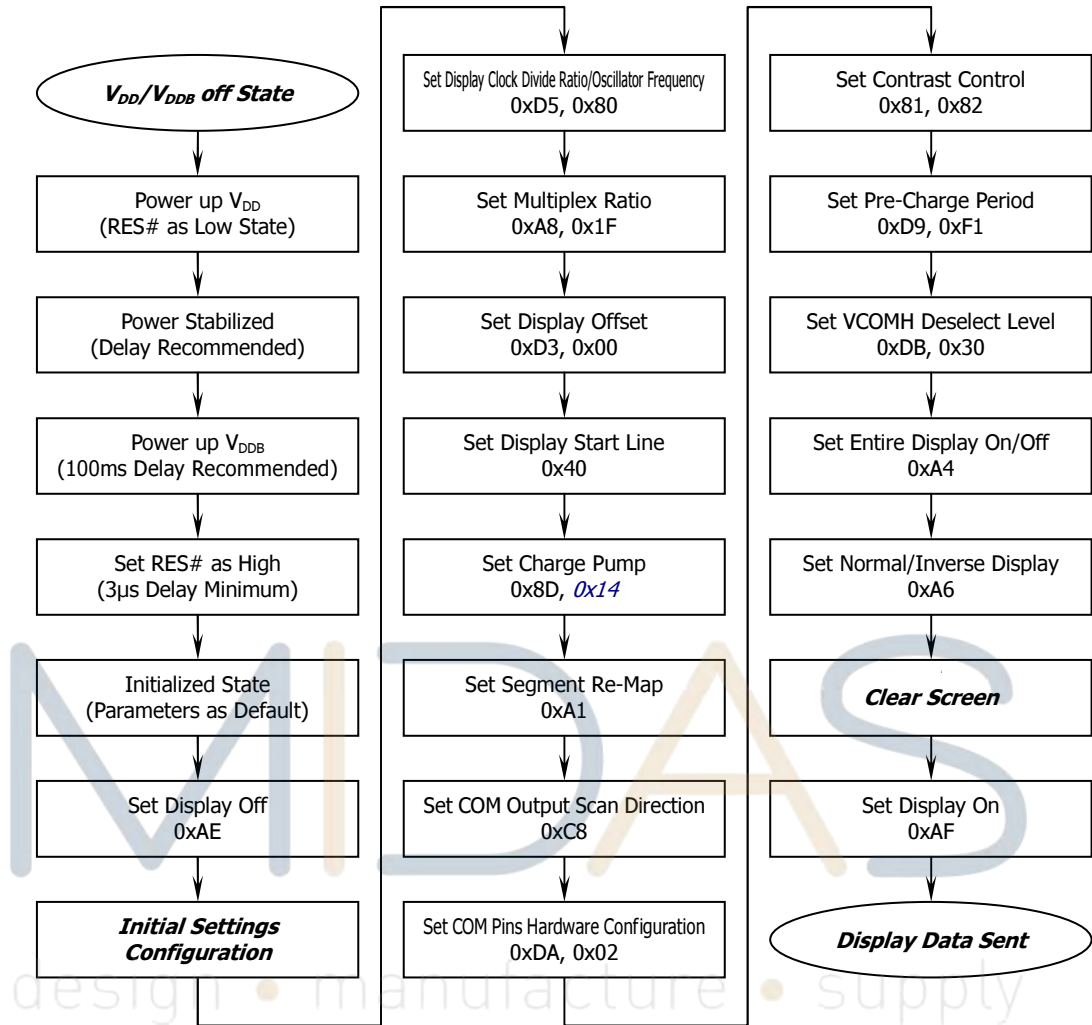 V_DD/V_DDB off State
Power up V_DD
(RES# as Low State)
Power Stabilized
(Delay Recommended)
Power up V_DDB
(100ms Delay Recommended)
Set RES# as High
(3μs Delay Minimum)
Initialized State
(Parameters as Default)
Set Display Off
0xAE
Initial Settings
Configuration
Set Display Clock Divide Ratio/Oscillator Frequency
0xD5, 0x80
Set Multiplex Ratio
0xA8, 0x1F
Set Display Offset
0xD3, 0x00
Set Display Start Line
0x40
Set Charge Pump
0x8D, 0x14
Set Segment Re-Map
0xA1
Set COM Output Scan Direction
0xC8
Set COM Pins Hardware Configuration
0xDA, 0x02
Set Contrast Control
0x81, 0x82
Set Pre-Charge Period
0xD9, 0xF1
Set VCOMH Deselect Level
0xDB, 0x30
Set Entire Display On/Off
0xA4
Set Normal/Inverse Display
0xA6
Clear Screen
Set Display On
0xAF
Display Data Sent
MIDAS
design • manufacture • supply